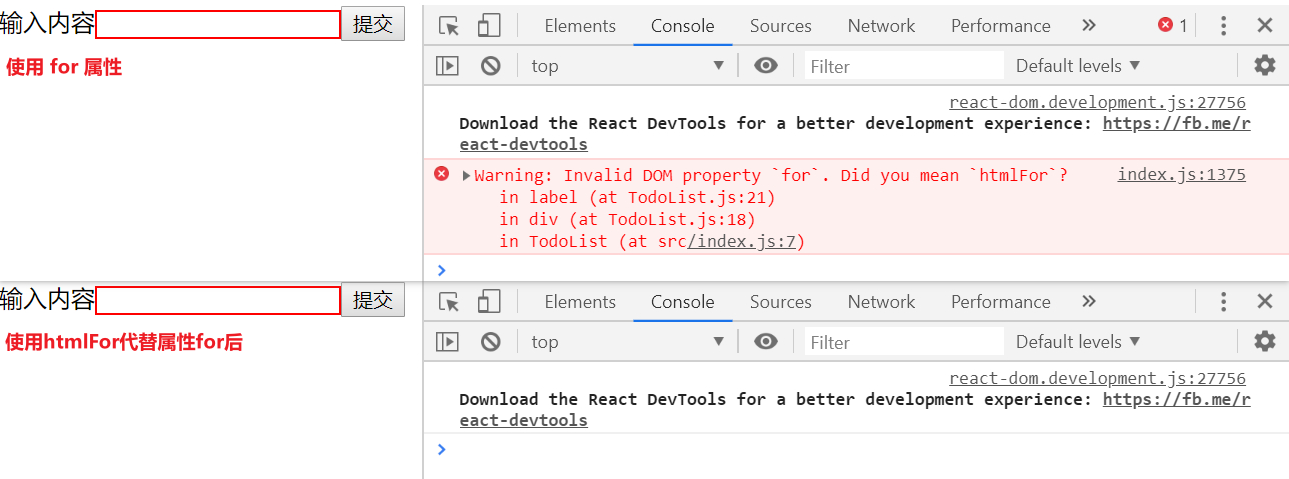 输入内容 提交
使用 for 属性
Elements Console Sources Network Performance » 1
top ▼ Filter Default levels ▼
react-dom.development.js:27756
Download the React DevTools for a better development experience: https://fb.me/r
eact-devtools
Warning: Invalid DOM property `for`. Did you mean `htmlFor`? index.js:1375
in label (at TodoList.js:21)
in div (at TodoList.js:18)
in TodoList (at src/index.js:7)
输入内容 提交
使用htmlFor代替属性for后
Elements Console Sources Network Performance »
top ▼ Filter Default levels ▼
react-dom.development.js:27756
Download the React DevTools for a better development experience: https://fb.me/r
eact-devtools